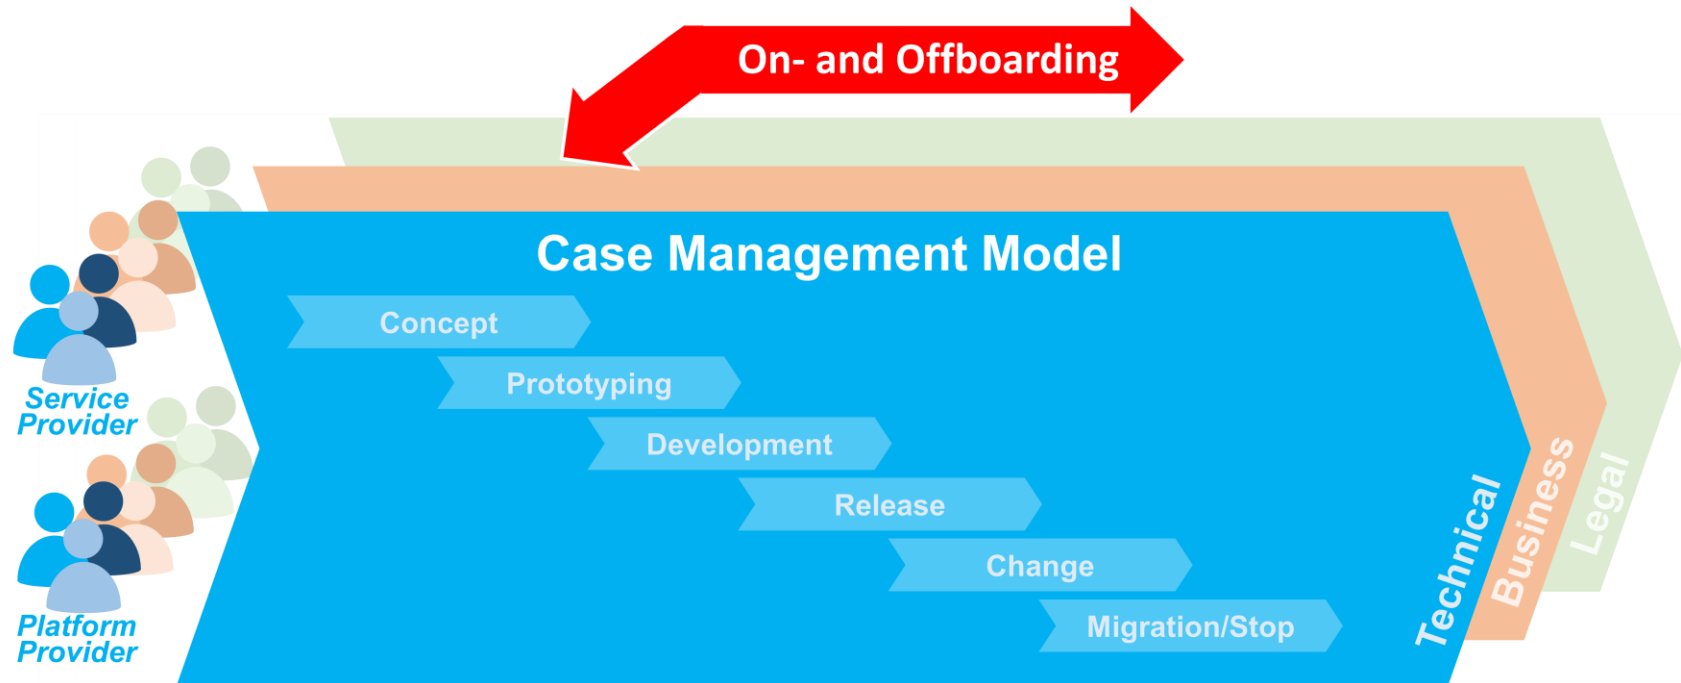 On- and Offboarding
Case Management Model
Concept
Prototyping
Development
Release
Change
Migration/Stop
Service
Provider
Platform
Provider
Technical
Business
Legal